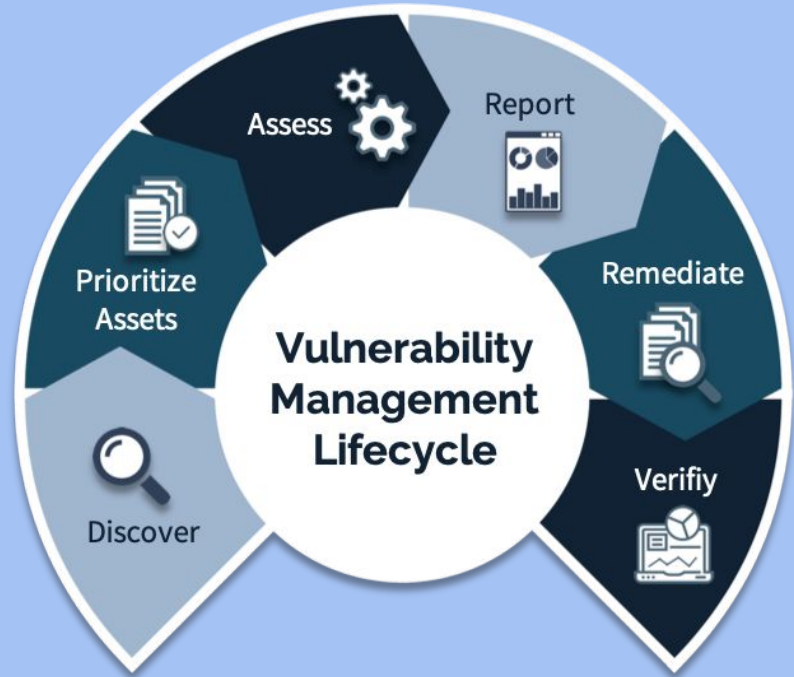 Assess
Report
Prioritize
Assets
Remediate
Vulnerability
Management
Lifecycle
Discover
Verifiy